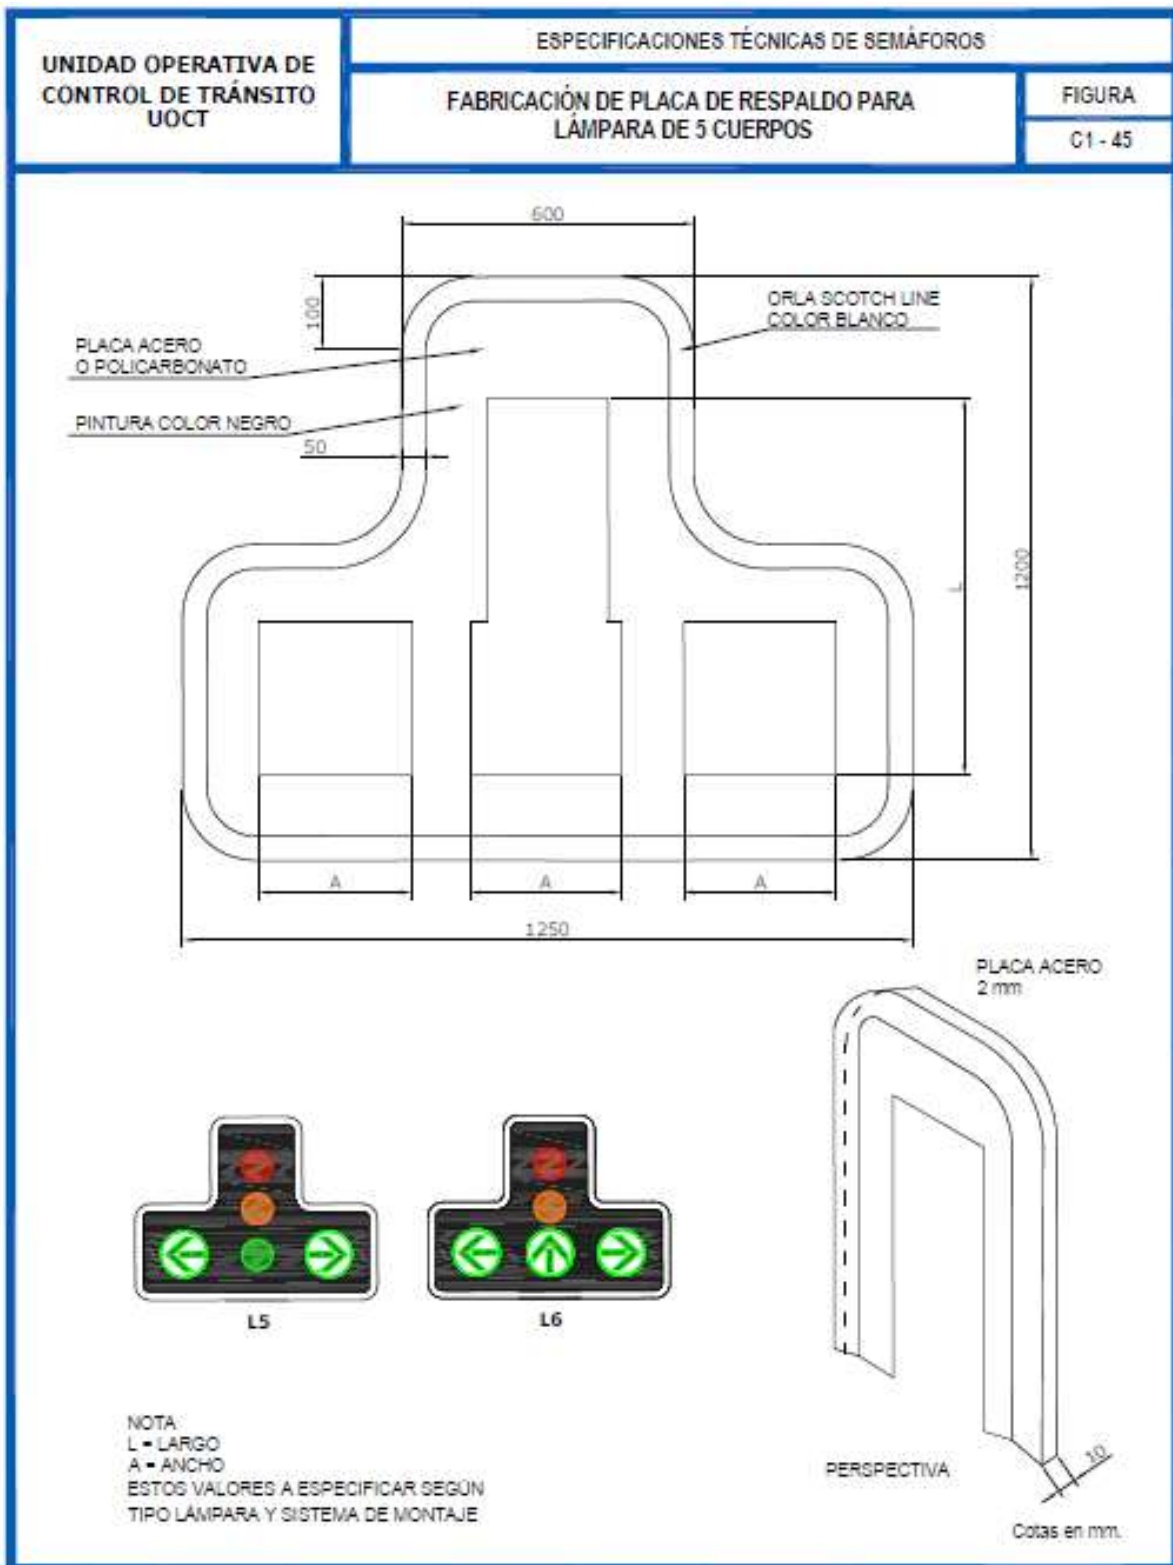 UNIDAD OPERATIVA DE
CONTROL DE TRÁNSITO
UOCT
ESPECIFICACIONES TÉCNICAS DE SEMÁFOROS
FABRICACIÓN DE PLACA DE RESPALDO PARA
LÁMPARA DE 5 CUERPOS
FIGURA
C1 - 45
600
100
ORLA SCOTCH LINE
COLOR BLANCO
PLACA ACERO
O POLICARBONATO
PINTURA COLOR NEGRO
50
L
1200
A
A
A
1250
PLACA ACERO
2 mm
L5
L6
NOTA
L = LARGO
A = ANCHO
ESTOS VALORES A ESPECIFICAR SEGÚN
TIPO LÁMPARA Y SISTEMA DE MONTAJE
PERSPECTIVA
10
Cotas en mm.